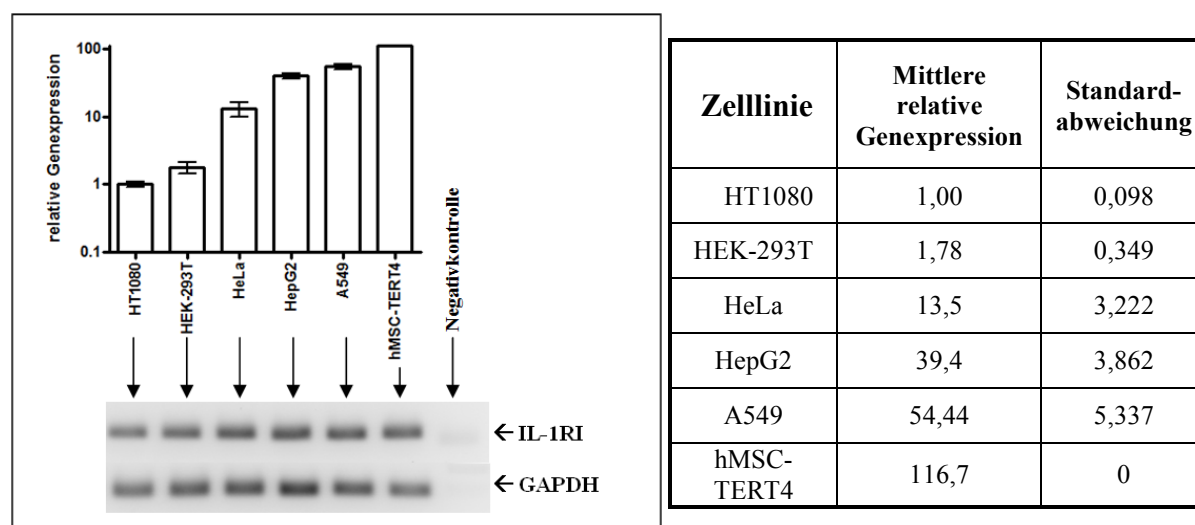 relative Genexpression
100
10
1
0.1
HT1080
HEK-293T
HeLa
HepG2
A549
hMSC-TERT4
Negativkontrolle
← IL-1RI
← GAPDH
Zelllinie
Mittlere
relative
Genexpression
Standard-
abweichung
HT1080 1,00 0,098
HEK-293T 1,78 0,349
HeLa 13,5 3,222
HepG2 39,4 3,862
A549 54,44 5,337
hMSC-
TERT4 116,7 0